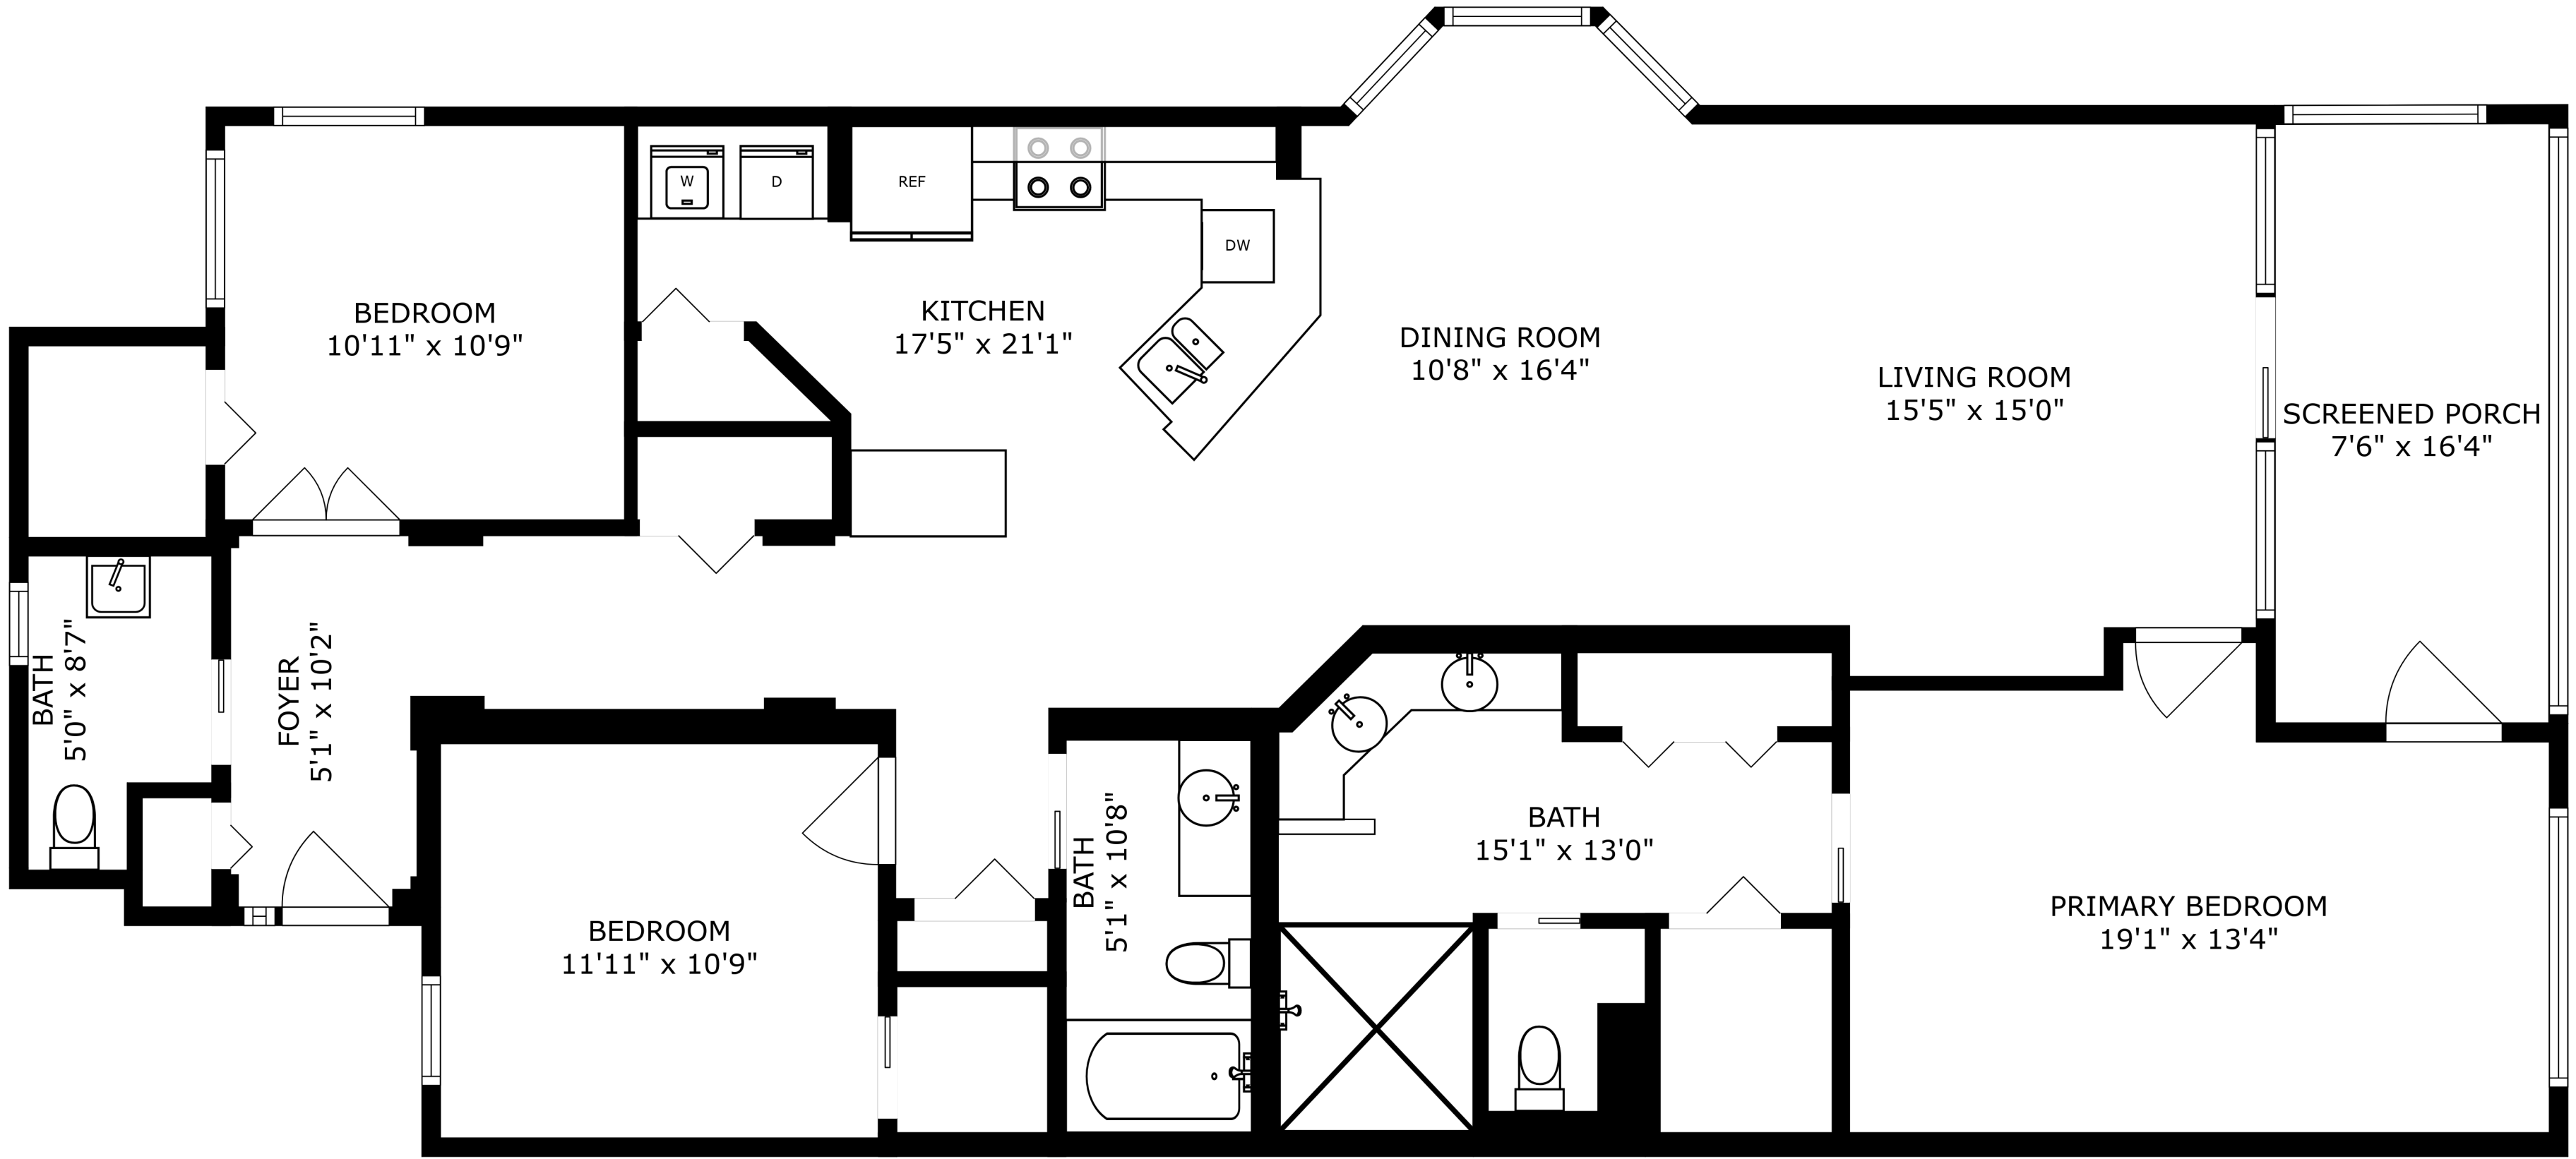 W
D
REF
DW
BEDROOM
10'11" x 10'9"
KITCHEN
17'5" x 21'1"
DINING ROOM
10'8" x 16'4"
LIVING ROOM
15'5" x 15'0"
SCREENED PORCH
7'6" x 16'4"
BATH
5'0" x 8'7"
FOYER
5'1" x 10'2"
BEDROOM
11'11" x 10'9"
BATH
5'1" x 10'8"
BATH
15'1" x 13'0"
PRIMARY BEDROOM
19'1" x 13'4"